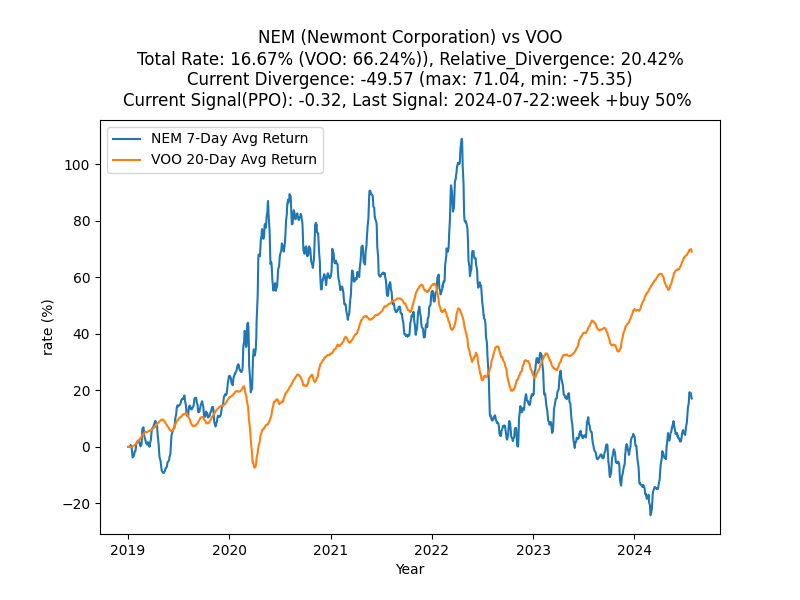 NEM (Newmont Corporation) vs VOO
Total Rate: 16.67% (VOO: 66.24%)), Relative_Divergence: 20.42%
Current Divergence: -49.57 (max: 71.04, min: -75.35)
Current Signal(PPO): -0.32, Last Signal: 2024-07-22:week +buy 50%
NEM 7-Day Avg Return
VOO 20-Day Avg Return
100
80
60
40
20
0
−20
rate (%)
2019 2020 2021 2022 2023 2024
Year